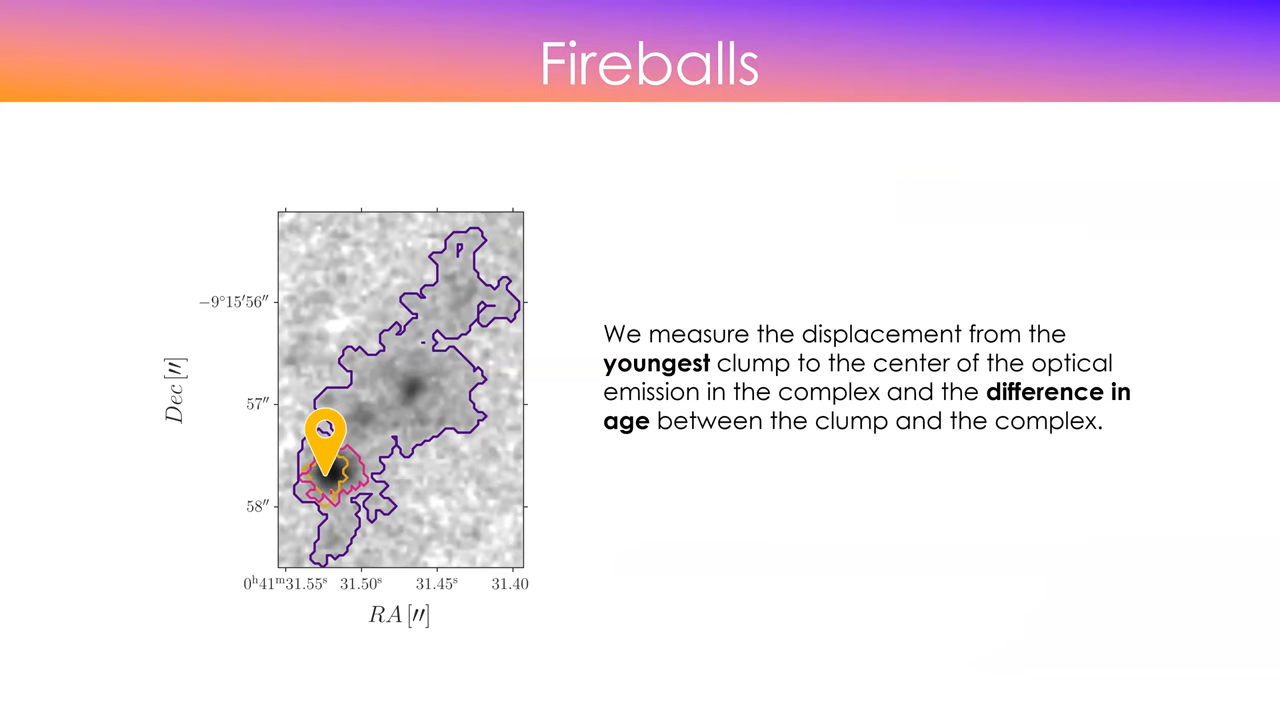 Fireballs
−9°15′56″
57″
58″
Dec [″]
0ʰ41ᵐ31.55ˢ 31.50ˢ 31.45ˢ 31.40
RA [″]
We measure the displacement from the
youngest clump to the center of the optical
emission in the complex and the difference in
age between the clump and the complex.